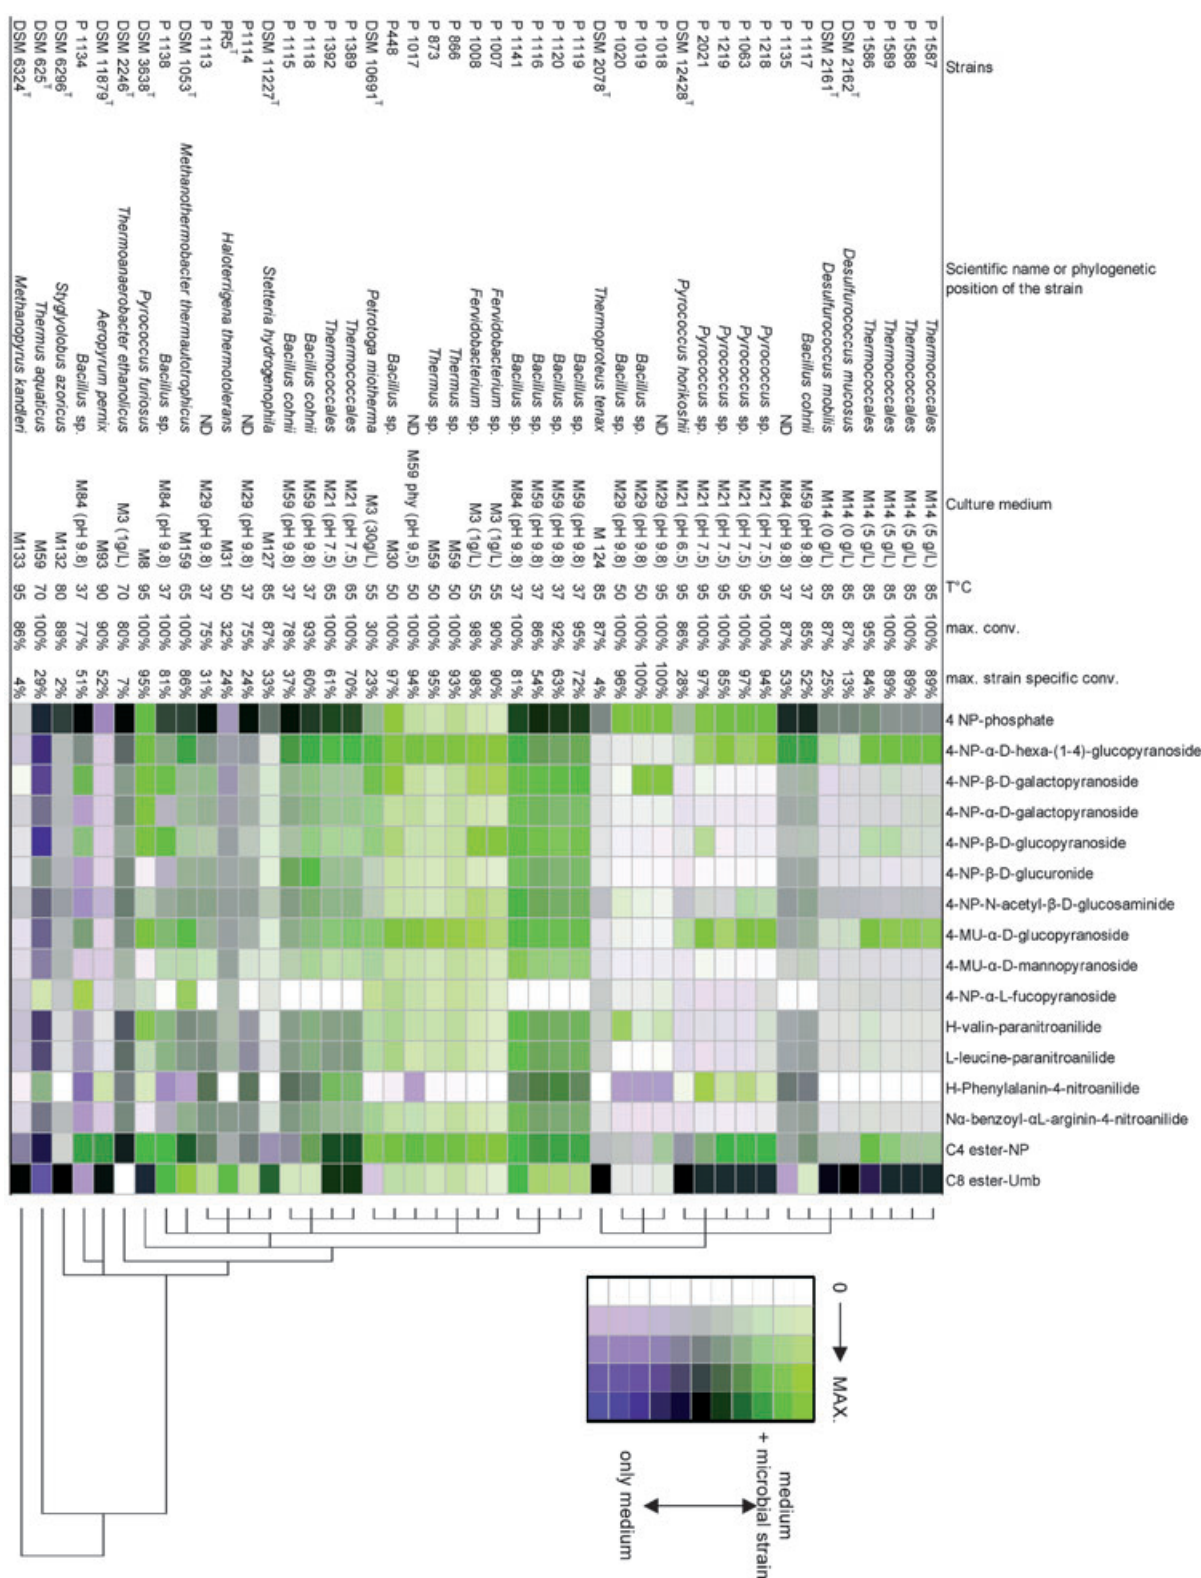 Strains
Scientific name or phylogenetic
position of the strain
Culture medium
T°C
max. conv.
max. strain specific conv.
4 NP-phosphate
4-NP-α-D-hexa-(1-4)-glucopyranoside
4-NP-β-D-galactopyranoside
4-NP-α-D-galactopyranoside
4-NP-β-D-glucopyranoside
4-NP-β-D-glucuronide
4-NP-N-acetyl-β-D-glucosaminide
4-MU-α-D-glucopyranoside
4-MU-α-D-mannopyranoside
4-NP-α-L-fucopyranoside
H-valin-paranitroanilide
L-leucine-paranitroanilide
H-Phenylalanin-4-nitroanilide
Nα-benzoyl-αL-arginin-4-nitroanilide
C4 ester-NP
C8 ester-Umb
P 1587 Thermococcales M14 (5 g/L) 85 100% 89%
P 1588 Thermococcales M14 (5 g/L) 85 100% 89%
P 1589 Thermococcales M14 (5 g/L) 85 100% 89%
P 1586 Thermococcales M14 (5 g/L) 85 95% 84%
DSM 2162ᵀ Desulfurococcus mucosus M14 (0 g/L) 85 87% 13%
DSM 2161ᵀ Desulfurococcus mobilis M14 (0 g/L) 85 87% 25%
P 1117 Bacillus cohnii M59 (pH 9.8) 37 85% 52%
P 1135 ND M84 (pH 9.8) 37 87% 53%
P 1218 Pyrococcus sp. M21 (pH 7.5) 95 100% 94%
P 1063 Pyrococcus sp. M21 (pH 7.5) 95 100% 97%
P 1219 Pyrococcus sp. M21 (pH 7.5) 95 100% 85%
P 2021 Pyrococcus sp. M21 (pH 7.5) 95 100% 97%
DSM 12428ᵀ Pyrococcus horikoshii M21 (pH 6.5) 95 86% 28%
P 1018 ND M29 (pH 9.8) 50 100% 100%
P 1019 Bacillus sp. M29 (pH 9.8) 50 100% 100%
P 1020 Bacillus sp. M29 (pH 9.8) 50 100% 96%
DSM 2078ᵀ Thermoproteus tenax M 124 85 87% 4%
P 1119 Bacillus sp. M59 (pH 9.8) 37 95% 72%
P 1120 Bacillus sp. M59 (pH 9.8) 37 92% 63%
P 1116 Bacillus sp. M59 (pH 9.8) 37 86% 54%
P 1141 Bacillus sp. M84 (pH 9.8) 37 100% 81%
P 1007 Fervidobacterium sp. M3 (1g/L) 55 100% 90%
P 1008 Fervidobacterium sp. M3 (1g/L) 55 100% 98%
P 866 Thermus sp. M59 50 100% 93%
P 873 Thermus sp. M59 50 100% 95%
P 1017 ND M59 phy (pH 9,5) 50 100% 94%
P448 Bacillus sp. M30 50 100% 97%
DSM 10691ᵀ Petrotoga miotherma M3 (30g/L) 55 30% 23%
P 1389 Thermococcales M21 (pH 7.5) 65 100% 70%
P 1392 Thermococcales M21 (pH 7.5) 65 100% 61%
P 1118 Bacillus cohnii M59 (pH 9.8) 37 93% 60%
P 1115 Bacillus cohnii M59 (pH 9.8) 37 78% 37%
DSM 11227ᵀ Stetteria hydrogenophila M127 85 87% 33%
P1114 ND M29 (pH 9.8) 37 75% 24%
PR5ᵀ Haloterrigena thermotolerans M31 50 32% 24%
P 1113 ND M29 (pH 9.8) 37 75% 31%
DSM 1053ᵀ Methanothermobacter thermautotrophicus M159 65 100% 86%
P 1138 Bacillus sp. M84 (pH 9.8) 37 100% 81%
DSM 3638ᵀ Pyrococcus furiosus M8 95 100% 95%
DSM 2246ᵀ Thermoanaerobacter ethanolicus M3 (1g/L) 70 80% 7%
DSM 11879ᵀ Aeropyrum pernix M93 90 90% 52%
P 1134 Bacillus sp. M84 (pH 9.8) 37 77% 51%
DSM 6296ᵀ Styglyolobus azoricus M132 80 89% 2%
DSM 625ᵀ Thermus aquaticus M59 70 100% 29%
DSM 6324ᵀ Methanopyrus kandleri M133 95 86% 4%
0
MAX.
medium
+ microbial strain
only medium